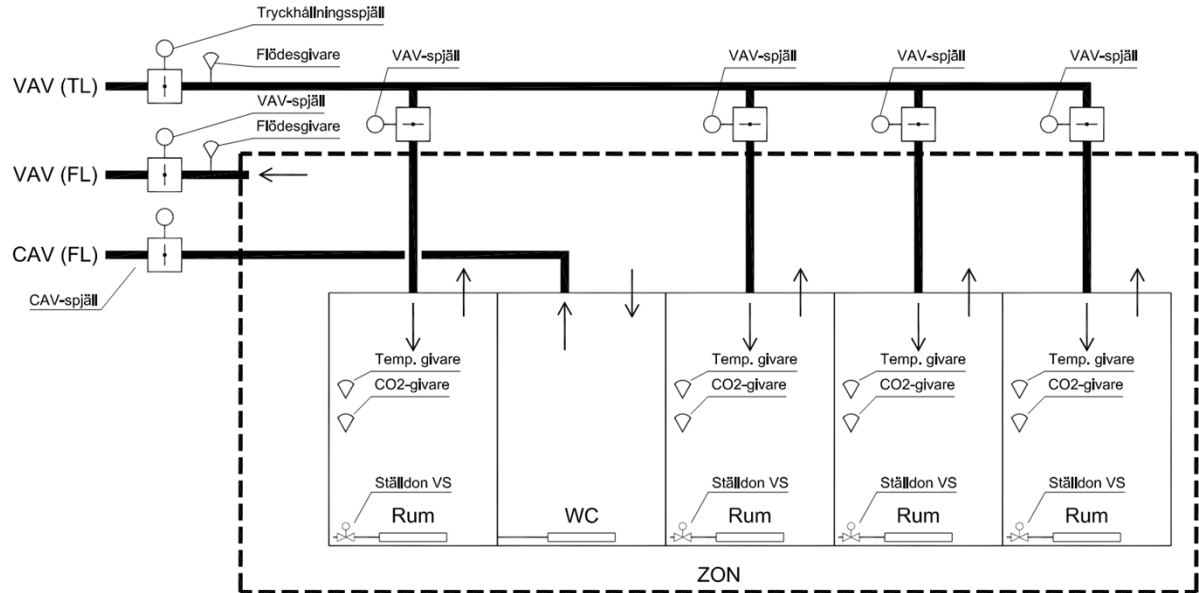 Tryckhållningsspjäll
Flödesgivare
VAV-spjäll
VAV-spjäll
VAV-spjäll
VAV-spjäll
VAV (TL)
VAV-spjäll
Flödesgivare
VAV (FL)
CAV (FL)
CAV-spjäll
Temp. givare
CO2-givare
Temp. givare
CO2-givare
Temp. givare
CO2-givare
Temp. givare
CO2-givare
Ställdon VS
Ställdon VS
Ställdon VS
Ställdon VS
Rum
WC
Rum
Rum
Rum
ZON